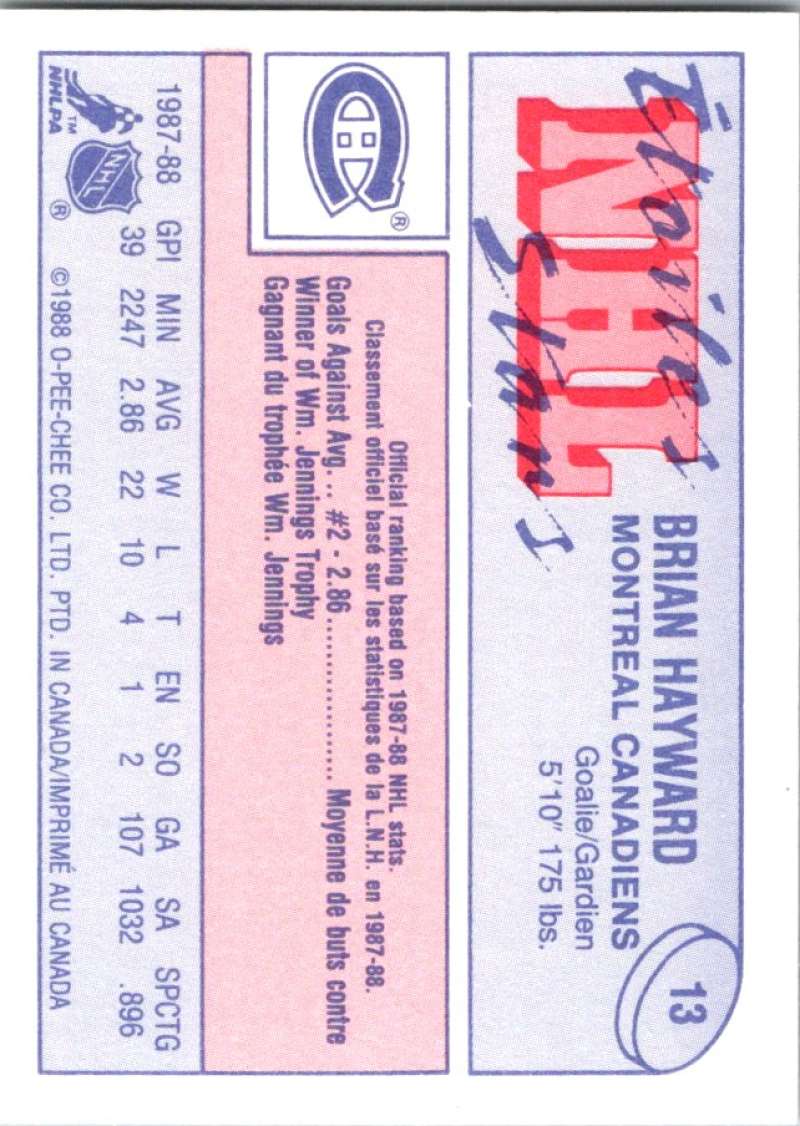 Étoiles
NHL
Stars
BRIAN HAYWARD
MONTREAL CANADIENS
Goalie/Gardien
5'10" 175 lbs.
13
Official ranking based on 1987-88 NHL stats.
Classement officiel basé sur les statistiques de la L.N.H. en 1987-88.
Goals Against Avg. .. #2 - 2.86................... Moyenne de buts contre
Winner of Wm. Jennings Trophy
Gagnant du trophée Wm. Jennings
CH ®
1987-88 GPI MIN AVG W L T EN SO GA SA SPCTG
39 2247 2.86 22 10 4 1 2 107 1032 .896
NHLPA ™
NHL ®
©1988 O-PEE-CHEE CO. LTD. PTD. IN CANADA/IMPRIMÉ AU CANADA